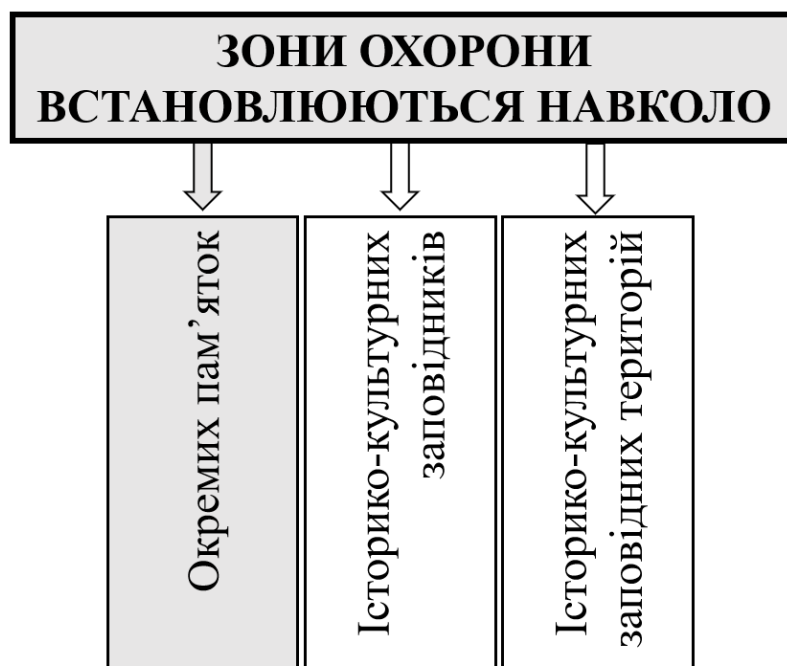 ЗОНИ ОХОРОНИ
ВСТАНОВЛЮЮТЬСЯ НАВКОЛО
Окремих пам’яток
Історико-культурних
заповідників
Історико-культурних
заповідних територій